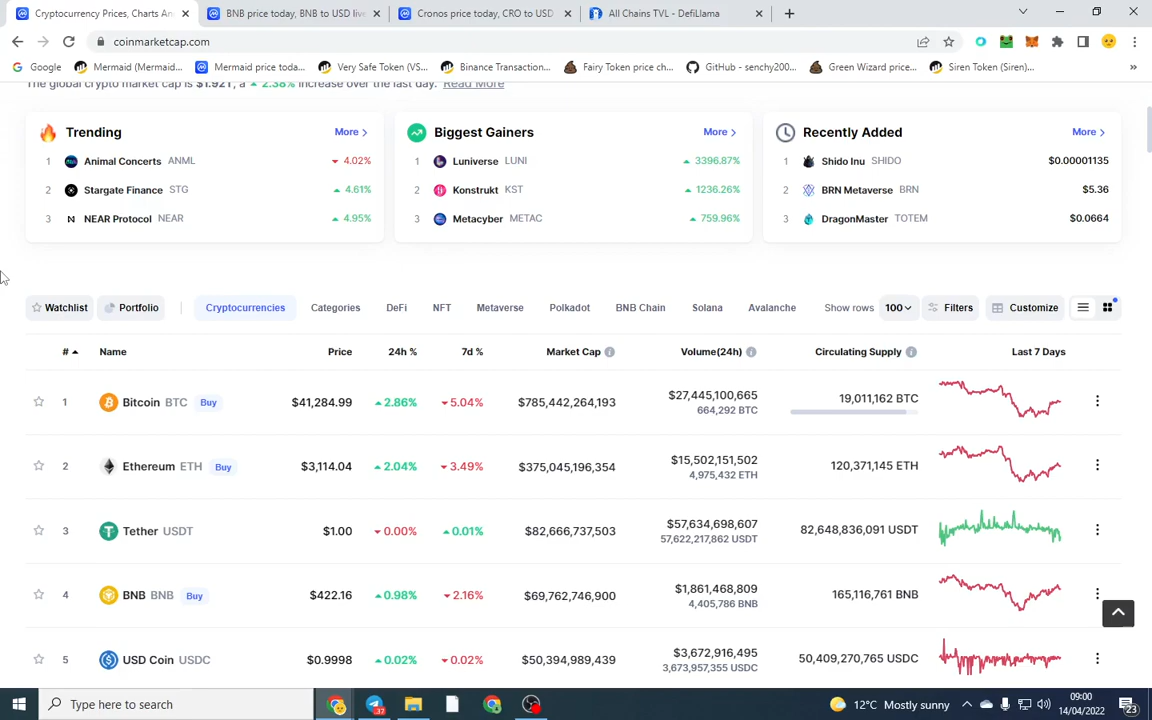 Cryptocurrency Prices, Charts An
BNB price today, BNB to USD live
Cronos price today, CRO to USD
All Chains TVL - DefiLlama
coinmarketcap.com
Google
Mermaid (Mermaid...
Mermaid price toda...
Very Safe Token (VS...
Binance Transaction...
Fairy Token price ch...
GitHub - senchy200...
Green Wizard price...
Siren Token (Siren)...
The global crypto market cap is $1.92T, a 2.38% increase over the last day. Read More
Trending More
1 Animal Concerts ANML 4.02%
2 Stargate Finance STG 4.61%
3 NEAR Protocol NEAR 4.95%
Biggest Gainers More
1 Luniverse LUNI 3396.87%
2 Konstrukt KST 1236.26%
3 Metacyber METAC 759.96%
Recently Added More
1 Shido Inu SHIDO $0.00001135
2 BRN Metaverse BRN $5.36
3 DragonMaster TOTEM $0.0664
Watchlist Portfolio Cryptocurrencies Categories DeFi NFT Metaverse Polkadot BNB Chain Solana Avalanche Show rows 100 Filters Customize
# Name Price 24h % 7d % Market Cap Volume(24h) Circulating Supply Last 7 Days
1 Bitcoin BTC Buy $41,284.99 2.86% 5.04% $785,442,264,193 $27,445,100,665 19,011,162 BTC
664,292 BTC
2 Ethereum ETH Buy $3,114.04 2.04% 3.49% $375,045,196,354 $15,502,151,502 120,371,145 ETH
4,975,432 ETH
3 Tether USDT $1.00 0.00% 0.01% $82,666,737,503 $57,634,698,607 82,648,836,091 USDT
57,622,217,862 USDT
4 BNB BNB Buy $422.16 0.98% 2.16% $69,762,746,900 $1,861,468,809 165,116,761 BNB
4,405,786 BNB
5 USD Coin USDC $0.9998 0.02% 0.02% $50,394,989,439 $3,672,916,495 50,409,270,765 USDC
3,673,957,355 USDC
Type here to search
37
12°C Mostly sunny
09:00
14/04/2022
23